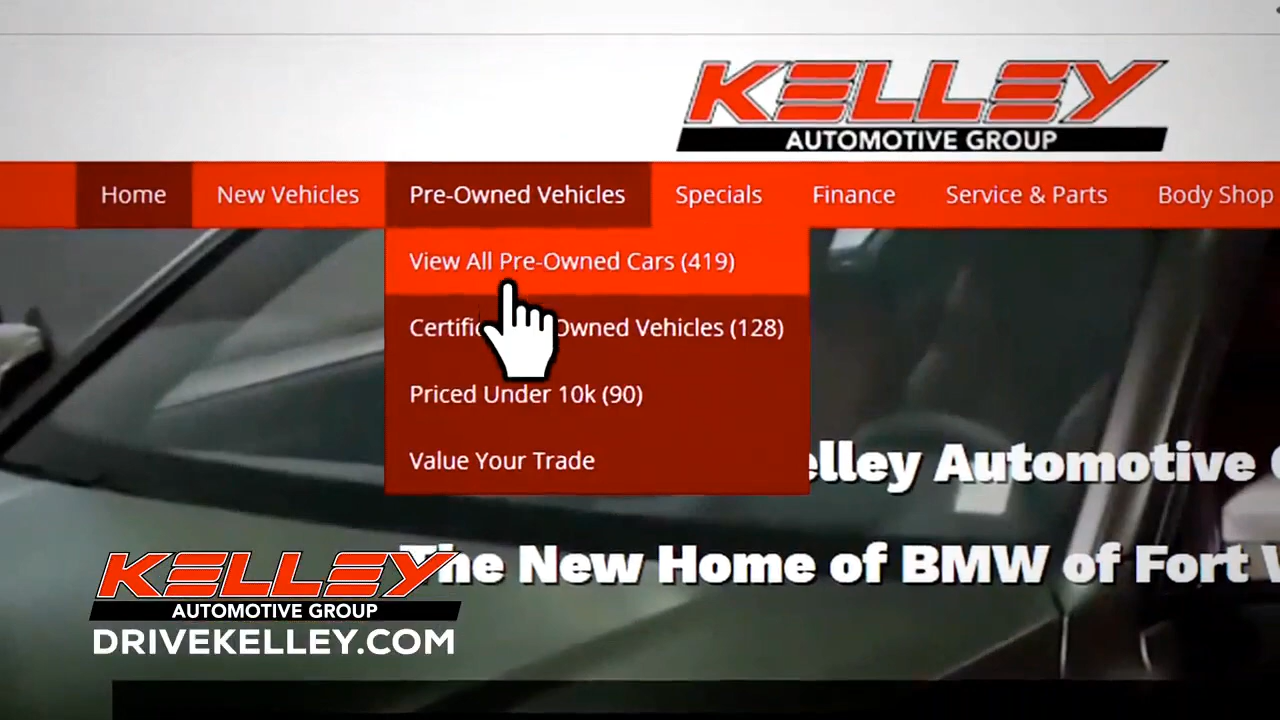 KELLEY
AUTOMOTIVE GROUP
Home New Vehicles Pre-Owned Vehicles Specials Finance Service & Parts Body Shop
View All Pre-Owned Cars (419)
Owned Vehicles (128)
Priced Under 10k (90)
Value Your Trade
Automotive
The New Home of BMW of Fort
KELLEY
AUTOMOTIVE GROUP
DRIVEKELLEY.COM